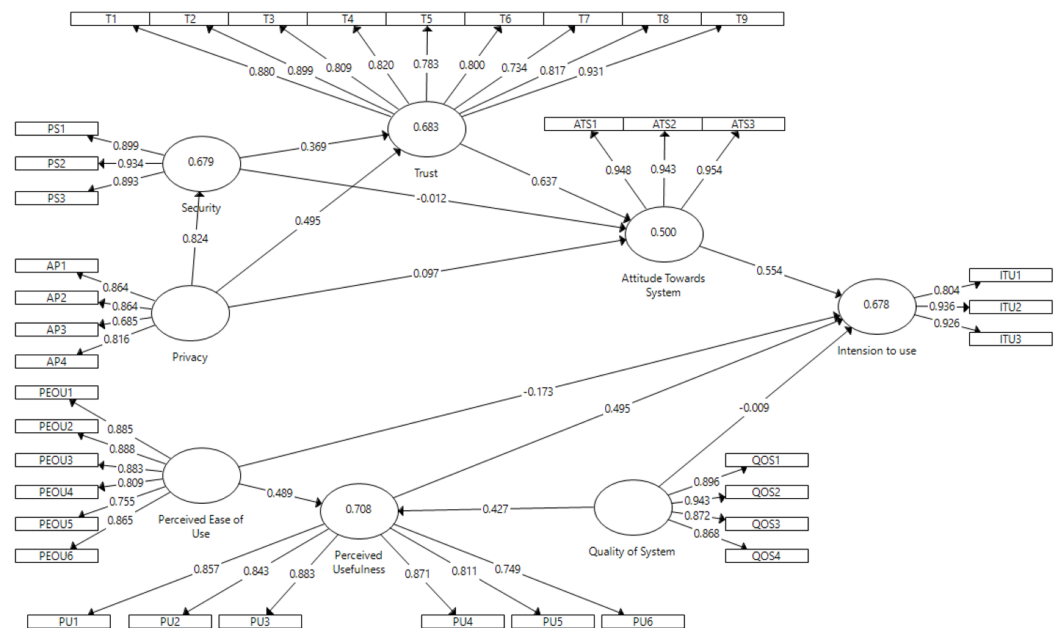 T1 T2 T3 T4 T5 T6 T7 T8 T9
0.880 0.899 0.809 0.820 0.783 0.800 0.734 0.817 0.931
0.683
Trust
PS1
PS2
PS3
0.899
0.934
0.893
0.679
Security
0.369
ATS1 ATS2 ATS3
0.948 0.943 0.954
0.637
-0.012
0.495
0.824
0.500
Attitude Towards
System
0.097
0.554
AP1
AP2
AP3
AP4
0.864
0.864
0.685
0.816
Privacy
0.678
Intension to use
0.804
0.936
0.926
ITU1
ITU2
ITU3
-0.173
0.495
-0.009
PEOU1
PEOU2
PEOU3
PEOU4
PEOU5
PEOU6
0.885
0.888
0.883
0.809
0.755
0.865
Perceived Ease of
Use
0.489
0.708
Perceived
Usefulness
0.427
Quality of System
0.896
0.943
0.872
0.868
QOS1
QOS2
QOS3
QOS4
0.857 0.843 0.883 0.871 0.811 0.749
PU1 PU2 PU3 PU4 PU5 PU6